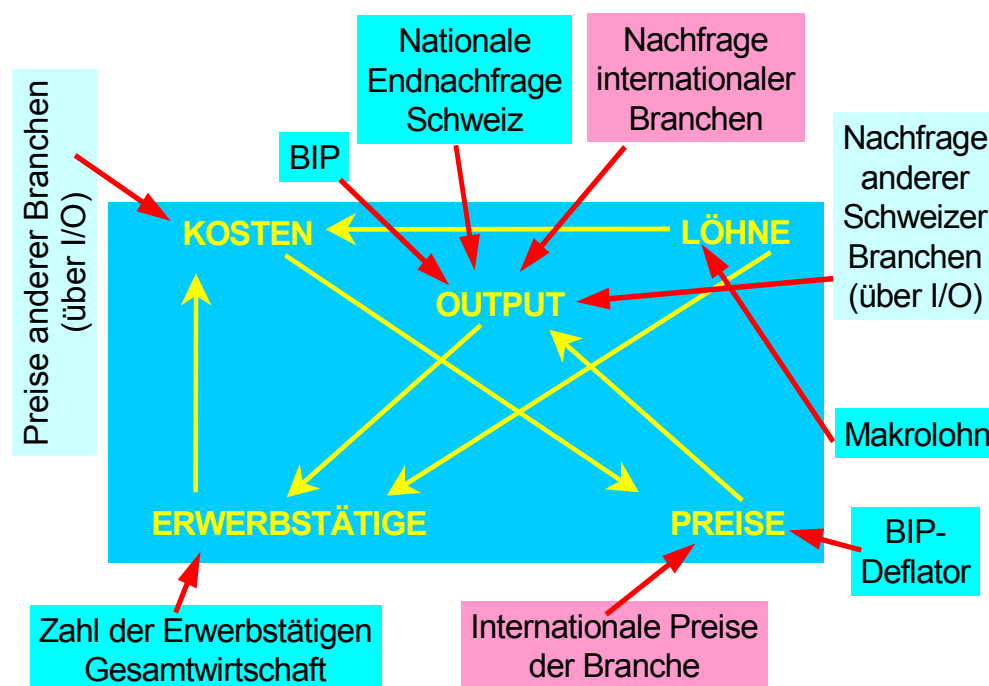 Nationale
Endnachfrage
Schweiz
Nachfrage
internationaler
Branchen
Preise anderer Branchen
(über I/O)
BIP
Nachfrage
anderer
Schweizer
Branchen
(über I/O)
KOSTEN
LÖHNE
OUTPUT
Makrolohn
ERWERBSTÄTIGE
PREISE
BIP-
Deflator
Zahl der Erwerbstätigen
Gesamtwirtschaft
Internationale Preise
der Branche